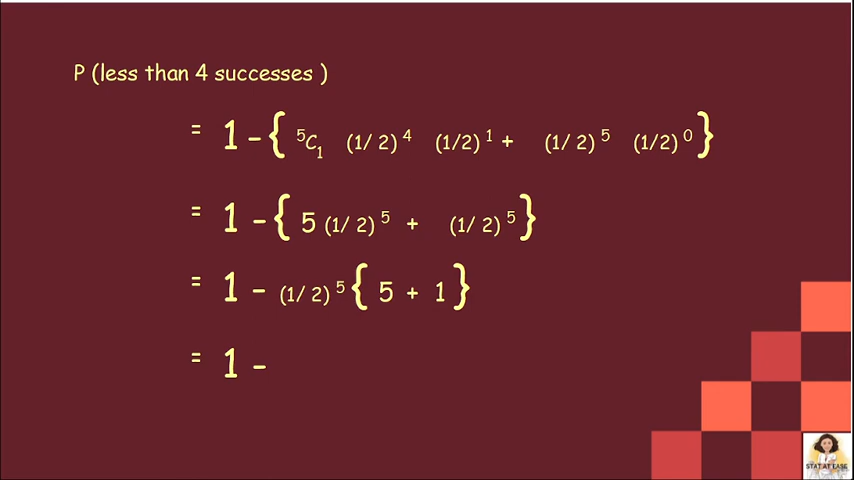 P (less than 4 successes )
= 1 - { ⁵C₁ (1/ 2) ⁴ (1/2) ¹ + (1/ 2) ⁵ (1/2) ⁰ }
= 1 - { 5 (1/ 2) ⁵ + (1/ 2) ⁵ }
= 1 - (1/ 2) ⁵ { 5 + 1 }
= 1 -
STAT AT EASE